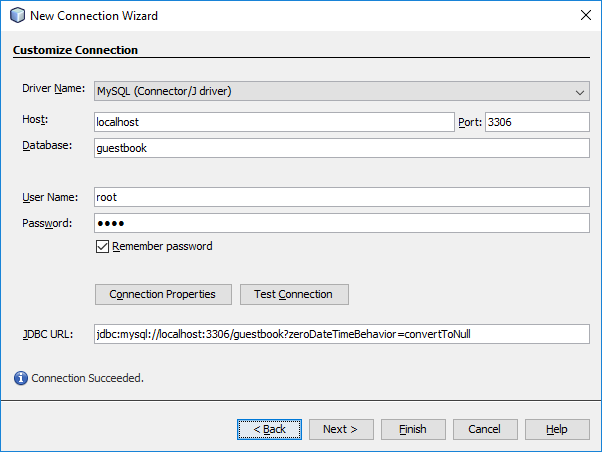 New Connection Wizard
Customize Connection
Driver Name: MySQL (Connector/J driver)
Host: localhost Port: 3306
Database: guestbook
User Name: root
Password: ●●●●
Remember password
Connection Properties Test Connection
JDBC URL: jdbc:mysql://localhost:3306/guestbook?zeroDateTimeBehavior=convertToNull
Connection Succeeded.
< Back Next > Finish Cancel Help